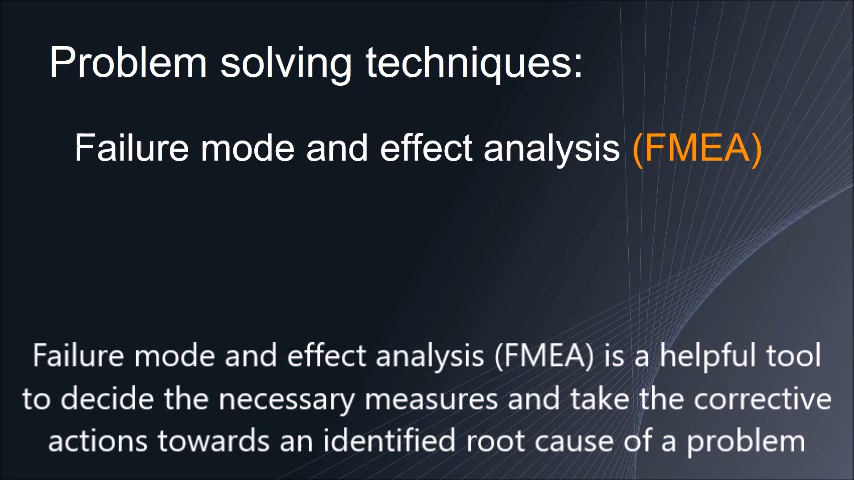 Problem solving techniques:
Failure mode and effect analysis (FMEA)
Failure mode and effect analysis (FMEA) is a helpful tool
to decide the necessary measures and take the corrective
actions towards an identified root cause of a problem